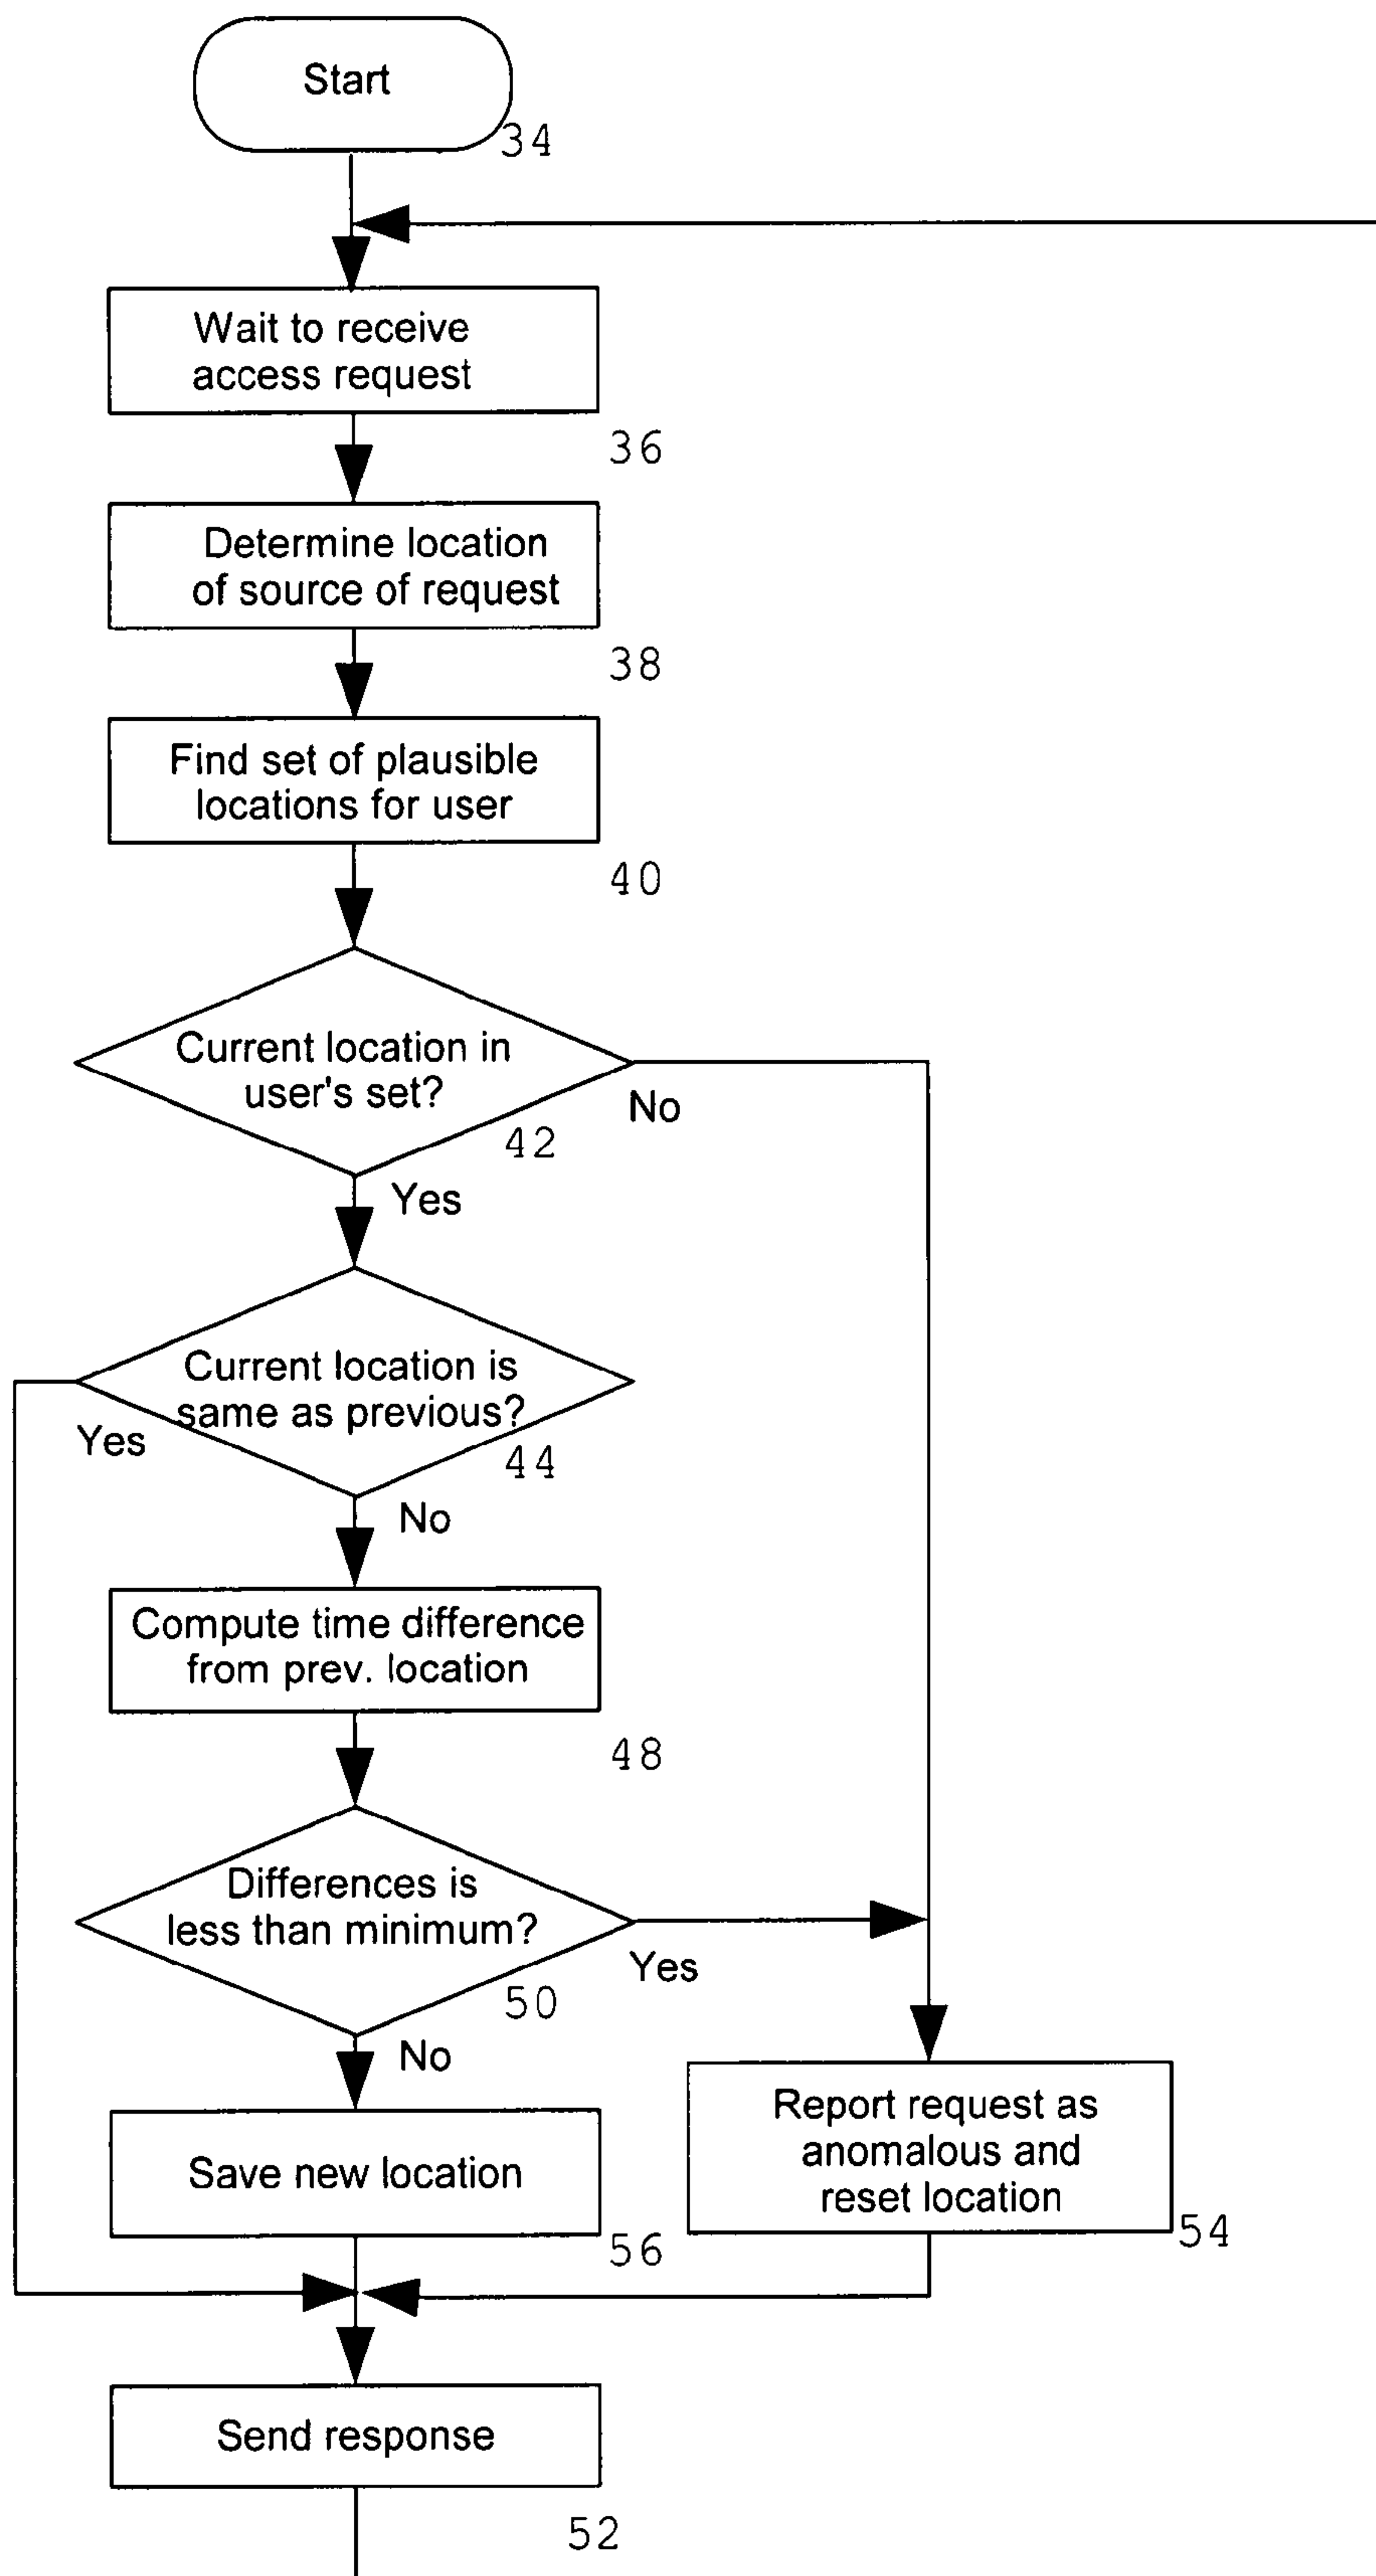 Start
34
Wait to receive
access request
36
Determine location
of source of request
38
Find set of plausible
locations for user
40
Current location in
user's set?
42
No
Yes
Current location is
same as previous?
44
Yes
No
Compute time difference
from prev. location
48
Differences is
less than minimum?
50
Yes
No
Save new location
56
Report request as
anomalous and
reset location
54
Send response
52